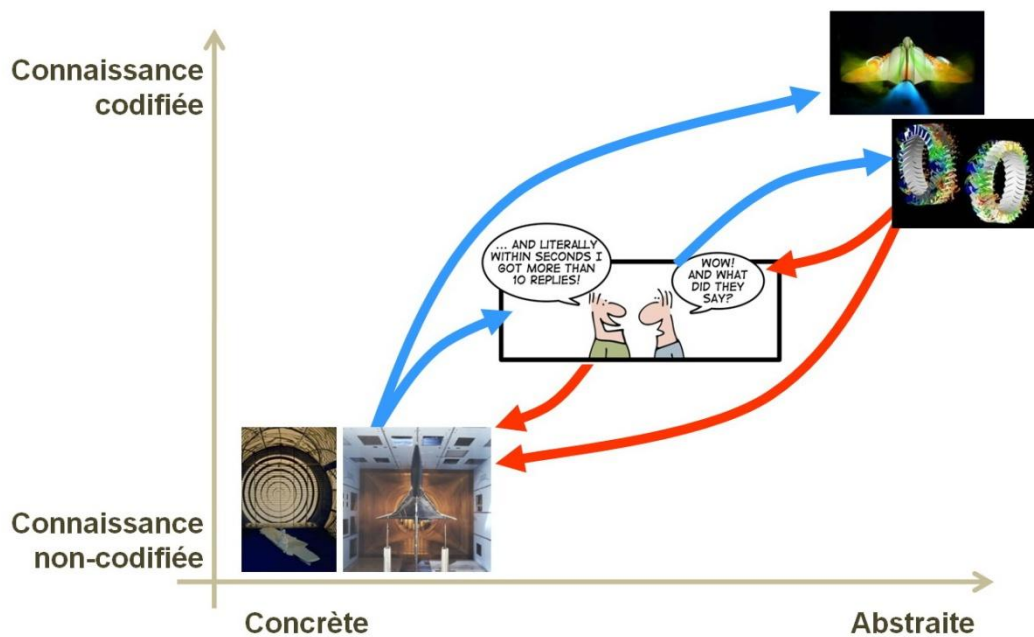 Connaissance
codifiée
... AND LITERALLY
WITHIN SECONDS I
GOT MORE THAN
10 REPLIES!
WOW!
AND WHAT
DID THEY
SAY?
Connaissance
non-codifiée
Concrète
Abstraite